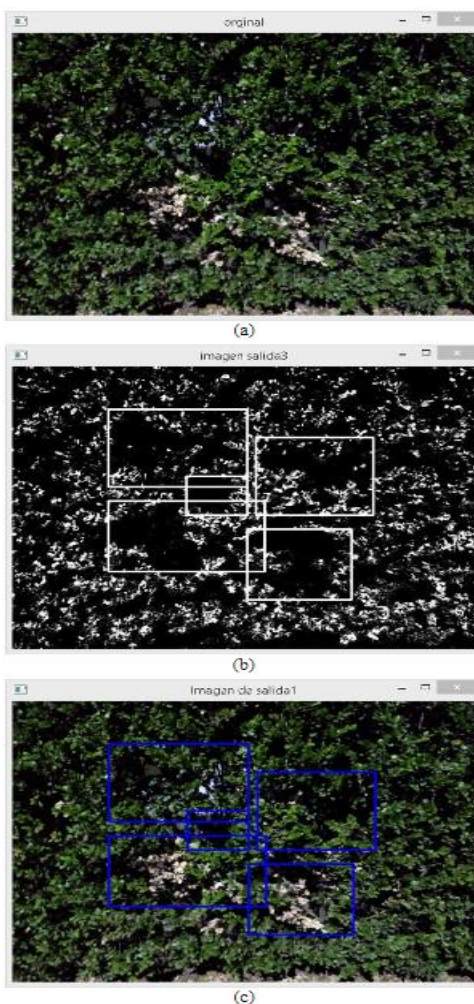 orginal
(a)
imagen salida3
(b)
Imagen de salida1
(c)